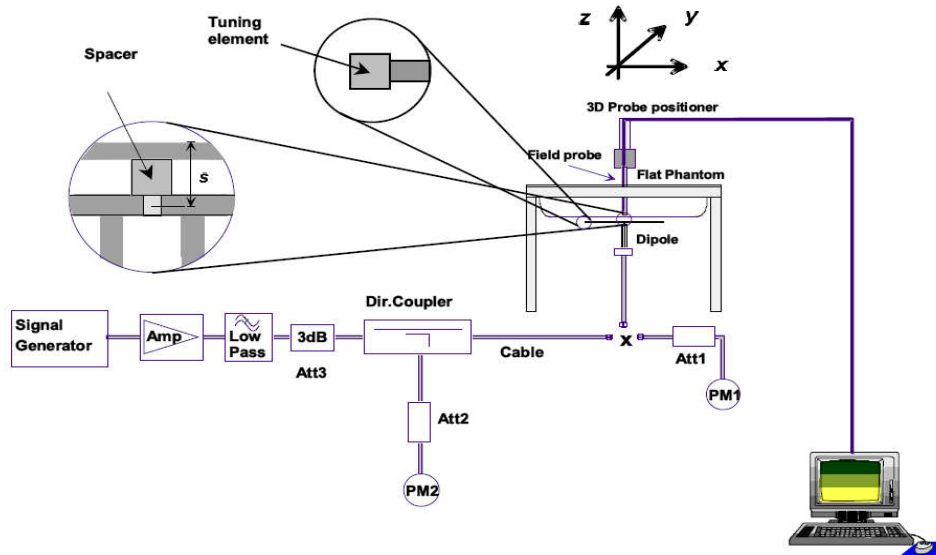 Tuning
element
Spacer
s
z
y
x
3D Probe positioner
Field probe
Flat Phantom
Dipole
Signal
Generator
Amp
Low
Pass
3dB
Att3
Dir.Coupler
Cable
x
Att1
PM1
Att2
PM2